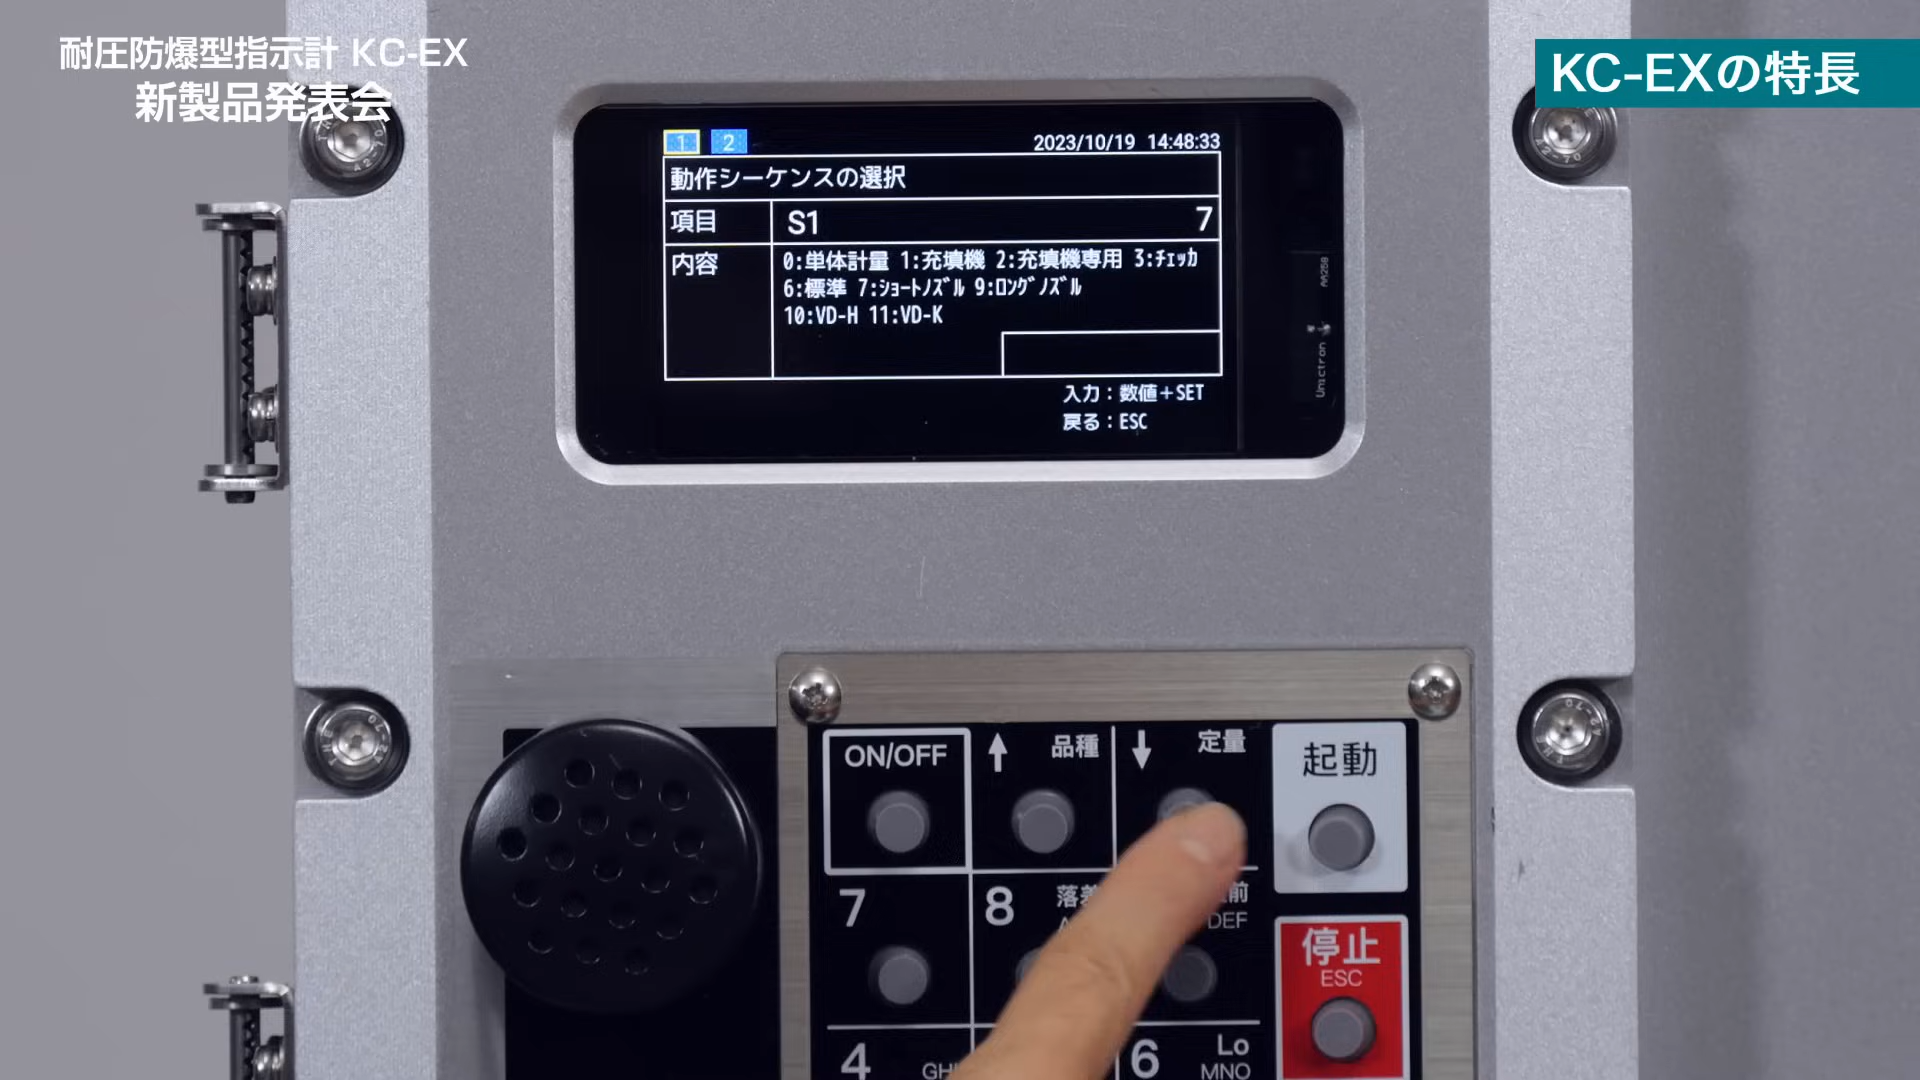 耐圧防爆型指示計 KC-EX
新製品発表会
KC-EXの特長
1 2 2023/10/19 14:48:33
動作シーケンスの選択
項目 S1 7
内容 0:単体計量 1:充填機 2:充填機専用 3:ﾁｪｯｶ
6:標準 7:ｼｮｰﾄﾉｽﾞﾙ 9:ﾛﾝｸﾞﾉｽﾞﾙ
10:VD-H 11:VD-K
入力：数値＋SET
戻る：ESC
Unictron
ON/OFF
↑ 品種
↓ 定量
起動
7
8
前
DEF
停止
ESC
4
6 Lo
MNO